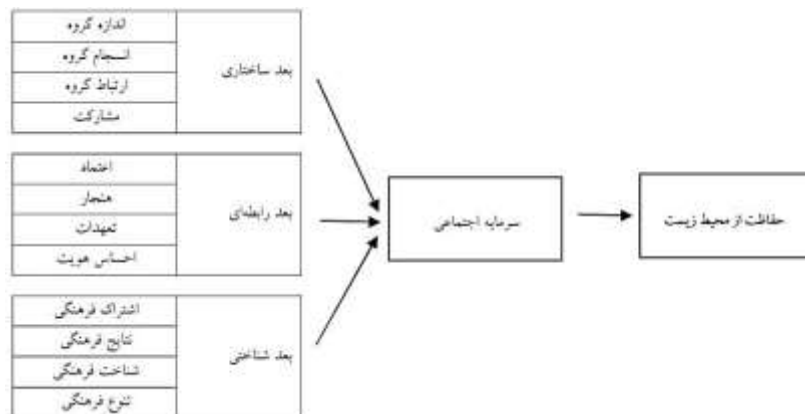 بعد ساختاری
اندازه گروه
انسجام گروه
ارتباط گروه
مشارکت
بعد رابطه‌ای
اعتماد
هنجار
تعهدات
احساس هویت
بعد شناختی
اشتراک فرهنگی
نتایج فرهنگی
شناخت فرهنگی
تنوع فرهنگی
سرمایه اجتماعی
حفاظت از محیط زیست